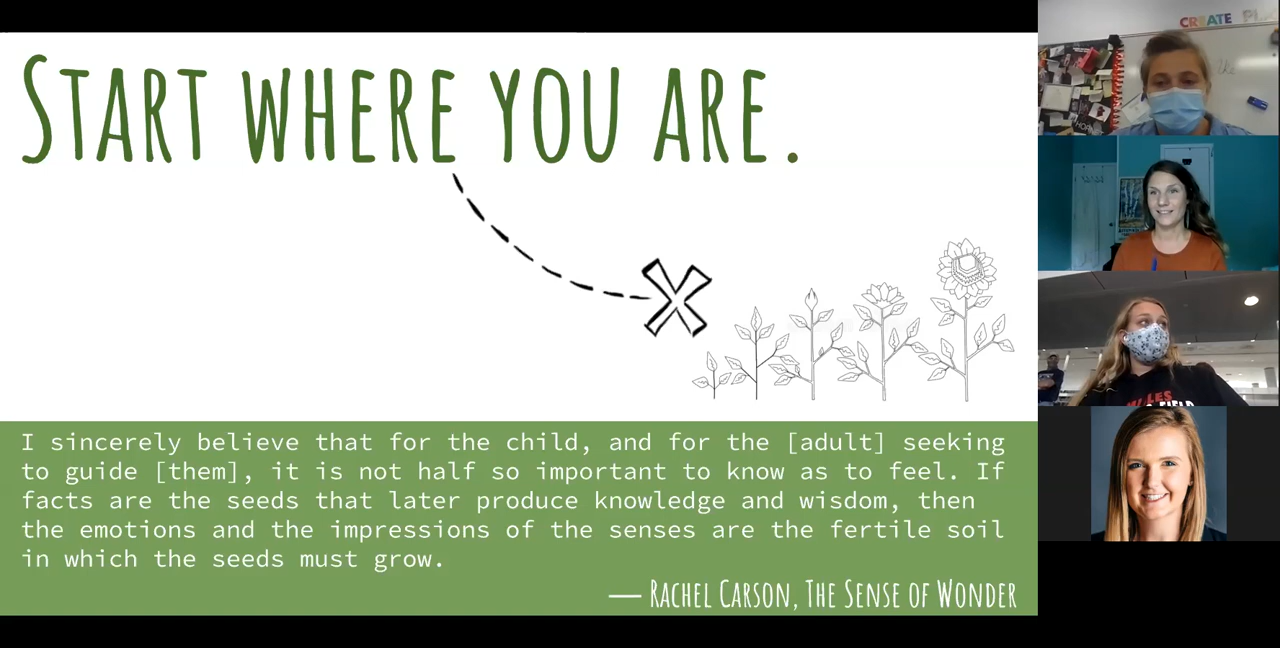 START WHERE YOU ARE.
I sincerely believe that for the child, and for the [adult] seeking
to guide [them], it is not half so important to know as to feel. If
facts are the seeds that later produce knowledge and wisdom, then
the emotions and the impressions of the senses are the fertile soil
in which the seeds must grow.
— RACHEL CARSON, THE SENSE OF WONDER
CREATE
the